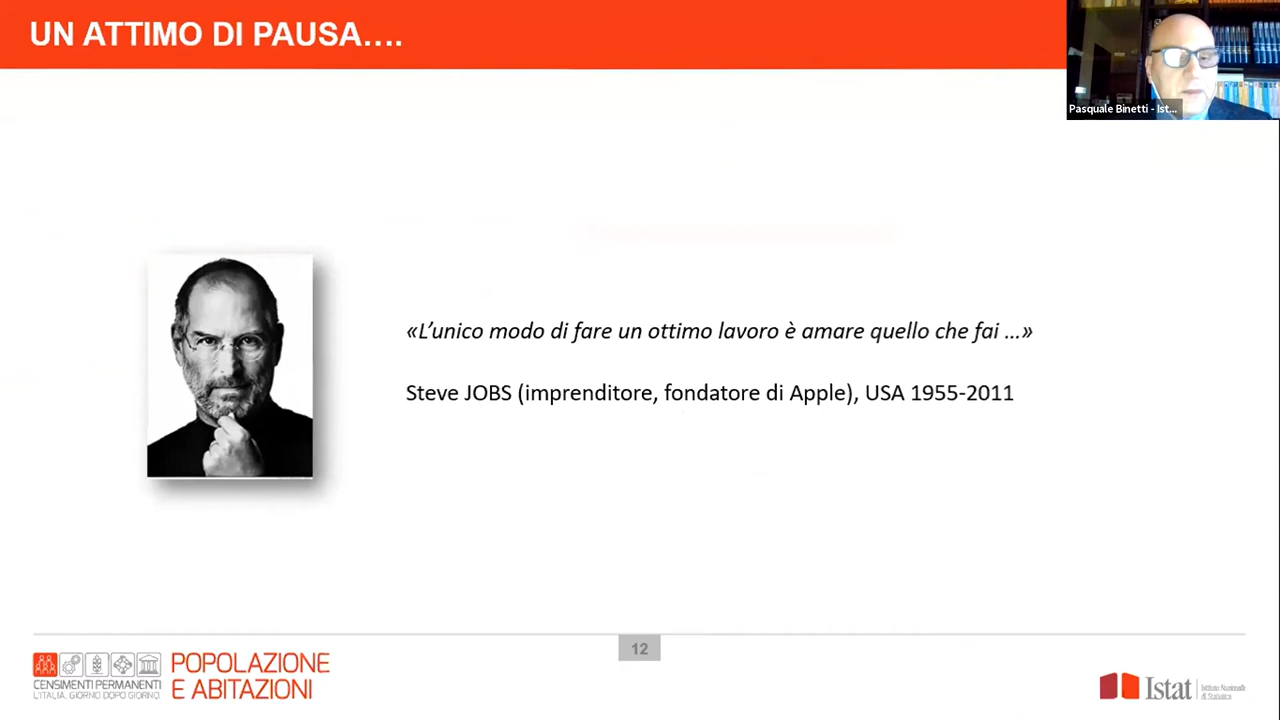 UN ATTIMO DI PAUSA….
Pasquale Binetti - Ist...
«L’unico modo di fare un ottimo lavoro è amare quello che fai …»
Steve JOBS (imprenditore, fondatore di Apple), USA 1955-2011
12
POPOLAZIONE
E ABITAZIONI
CENSIMENTI PERMANENTI
L'ITALIA, GIORNO DOPO GIORNO
Istat
Istituto Nazionale
di Statistica